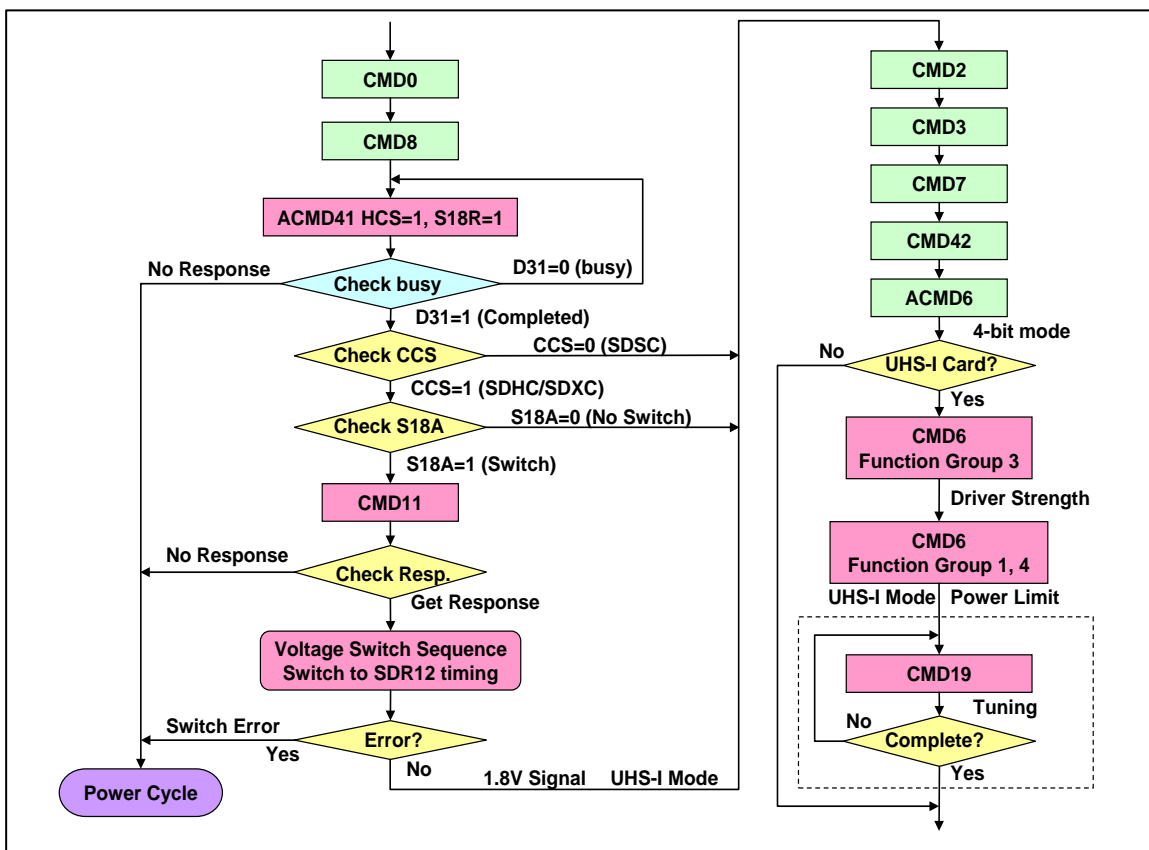 CMD0
CMD8
ACMD41 HCS=1, S18R=1
No Response
D31=0 (busy)
Check busy
D31=1 (Completed)
Check CCS
CCS=0 (SDSC)
CCS=1 (SDHC/SDXC)
Check S18A
S18A=0 (No Switch)
S18A=1 (Switch)
CMD11
No Response
Check Resp.
Get Response
Voltage Switch Sequence
Switch to SDR12 timing
Switch Error
Error?
Yes
No
1.8V Signal UHS-I Mode
Power Cycle
CMD2
CMD3
CMD7
CMD42
ACMD6
4-bit mode
No
UHS-I Card?
Yes
CMD6
Function Group 3
Driver Strength
CMD6
Function Group 1, 4
UHS-I Mode
Power Limit
CMD19
Tuning
No
Complete?
Yes